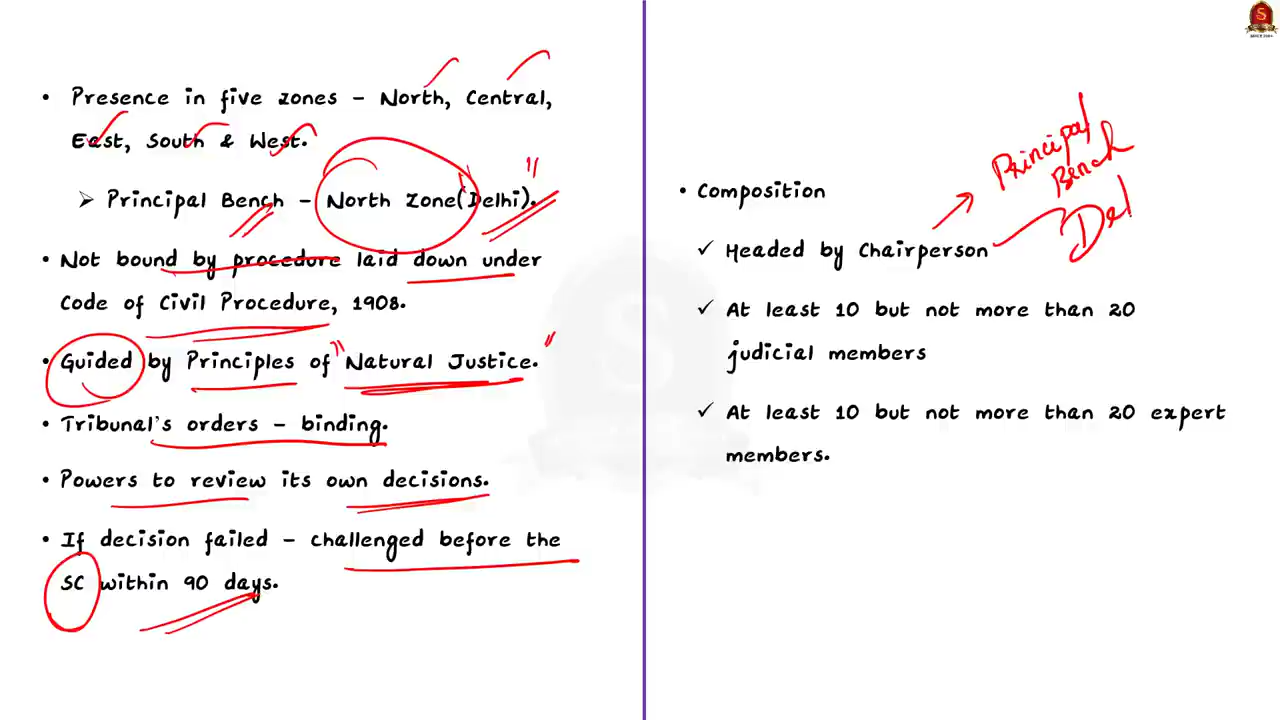 • Presence in five zones – North, Central,
East, South & West.
➢ Principal Bench – North Zone(Delhi).
• Not bound by procedure laid down under
Code of Civil Procedure, 1908.
• Guided by Principles of "Natural Justice."
• Tribunal's orders – binding.
• Powers to review its own decisions.
• If decision failed – challenged before the
SC within 90 days.
• Composition
Principal
Bench
Del
✓ Headed by Chairperson
✓ At least 10 but not more than 20
judicial members
✓ At least 10 but not more than 20 expert
members.